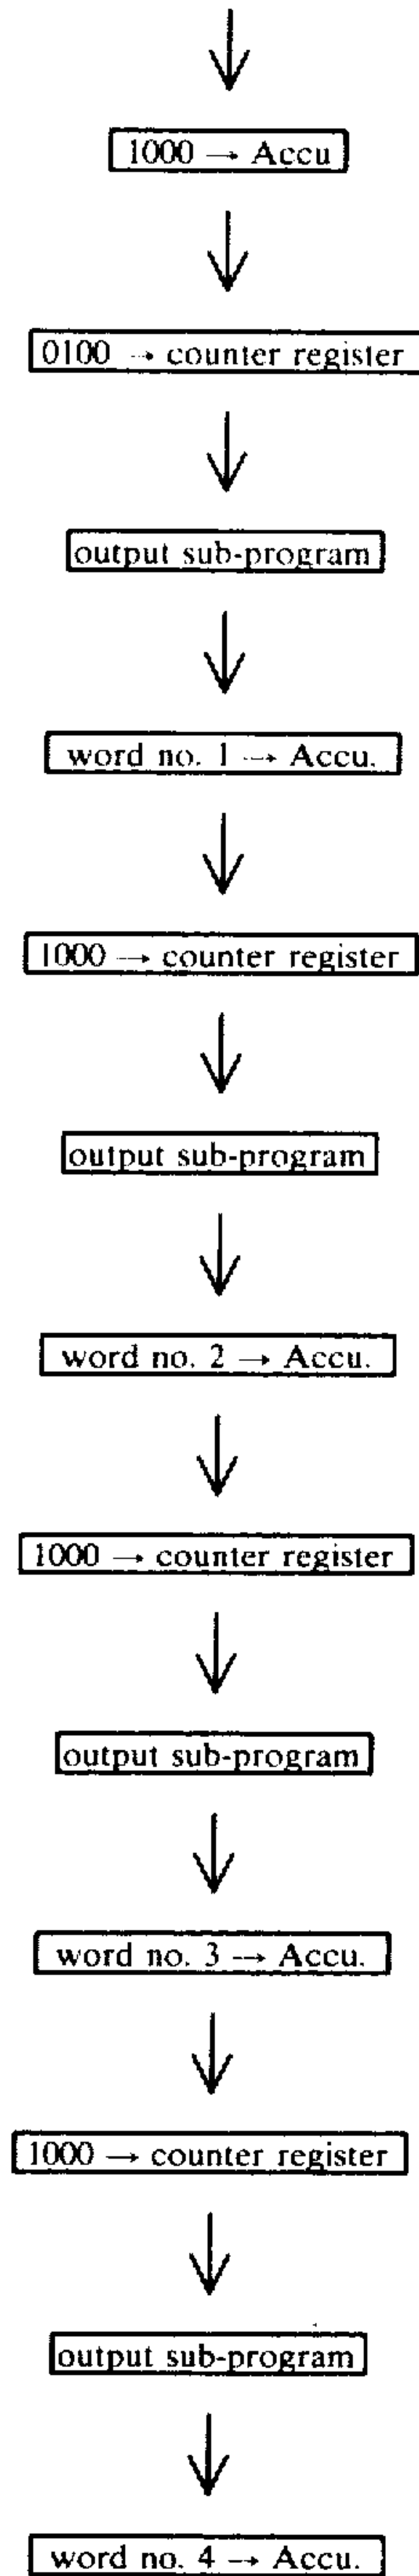 1000 → Accu
0100 → counter register
output sub-program
word no. 1 → Accu.
1000 → counter register
output sub-program
word no. 2 → Accu.
1000 → counter register
output sub-program
word no. 3 → Accu.
1000 → counter register
output sub-program
word no. 4 → Accu.